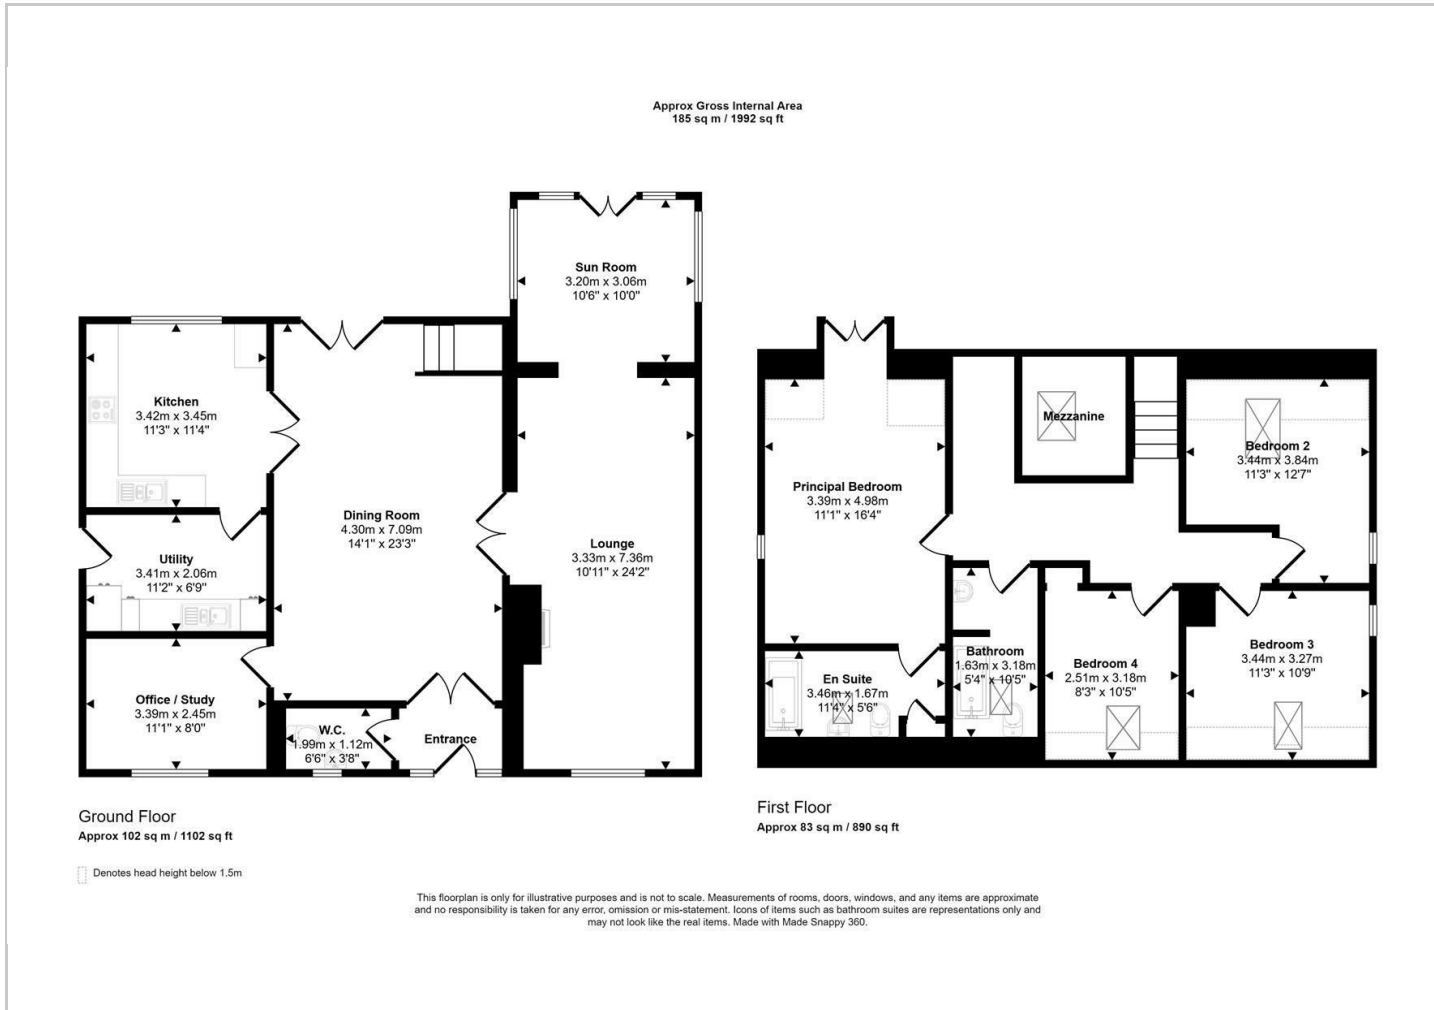 Approx Gross Internal Area
185 sq m / 1992 sq ft
Sun Room
3.20m x 3.06m
10'6" x 10'0"
Kitchen
3.42m x 3.45m
11'3" x 11'4"
Dining Room
4.30m x 7.09m
14'1" x 23'3"
Lounge
3.33m x 7.36m
10'11" x 24'2"
Utility
3.41m x 2.06m
11'2" x 6'9"
Office / Study
3.39m x 2.45m
11'1" x 8'0"
W.C.
1.99m x 1.12m
6'6" x 3'8"
Entrance
Ground Floor
Approx 102 sq m / 1102 sq ft
Denotes head height below 1.5m
Mezzanine
Principal Bedroom
3.39m x 4.98m
11'1" x 16'4"
Bedroom 2
3.44m x 3.84m
11'3" x 12'7"
En Suite
3.46m x 1.67m
11'4" x 5'6"
Bathroom
1.63m x 3.18m
5'4" x 10'5"
Bedroom 4
2.51m x 3.18m
8'3" x 10'5"
Bedroom 3
3.44m x 3.27m
11'3" x 10'9"
First Floor
Approx 83 sq m / 890 sq ft
This floorplan is only for illustrative purposes and is not to scale. Measurements of rooms, doors, windows, and any items are approximate
and no responsibility is taken for any error, omission or mis-statement. Icons of items such as bathroom suites are representations only and
may not look like the real items. Made with Made Snappy 360.